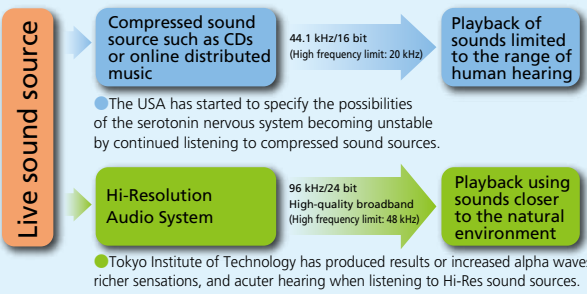 Live sound source
Compressed sound
source such as CDs
or online distributed
music
44.1 kHz/16 bit
(High frequency limit: 20 kHz)
Playback of
sounds limited
to the range of
human hearing
●The USA has started to specify the possibilities
of the serotonin nervous system becoming unstable
by continued listening to compressed sound sources.
Hi-Resolution
Audio System
96 kHz/24 bit
High-quality broadband
(High frequency limit: 48 kHz)
Playback using
sounds closer
to the natural
environment
●Tokyo Institute of Technology has produced results or increased alpha waves
richer sensations, and acuter hearing when listening to Hi-Res sound sources.